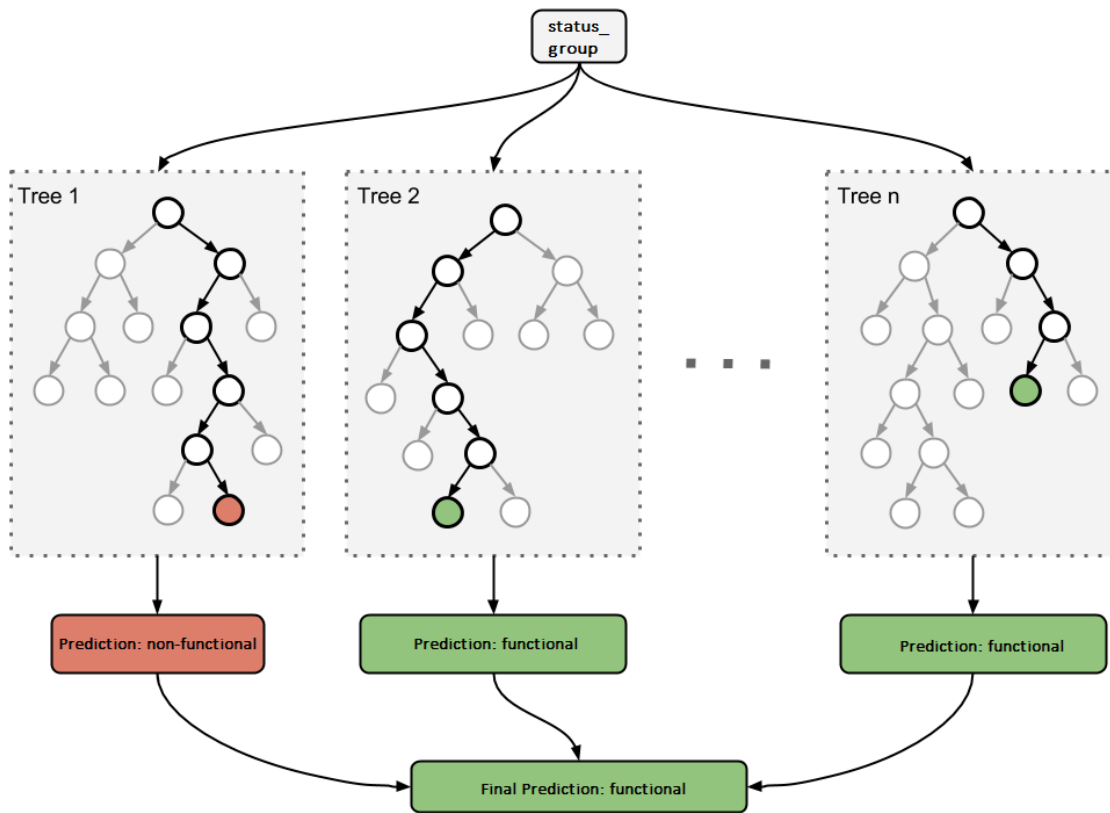 status_
group
Tree 1
Tree 2
Tree n
Prediction: non-functional
Prediction: functional
Prediction: functional
Final Prediction: functional